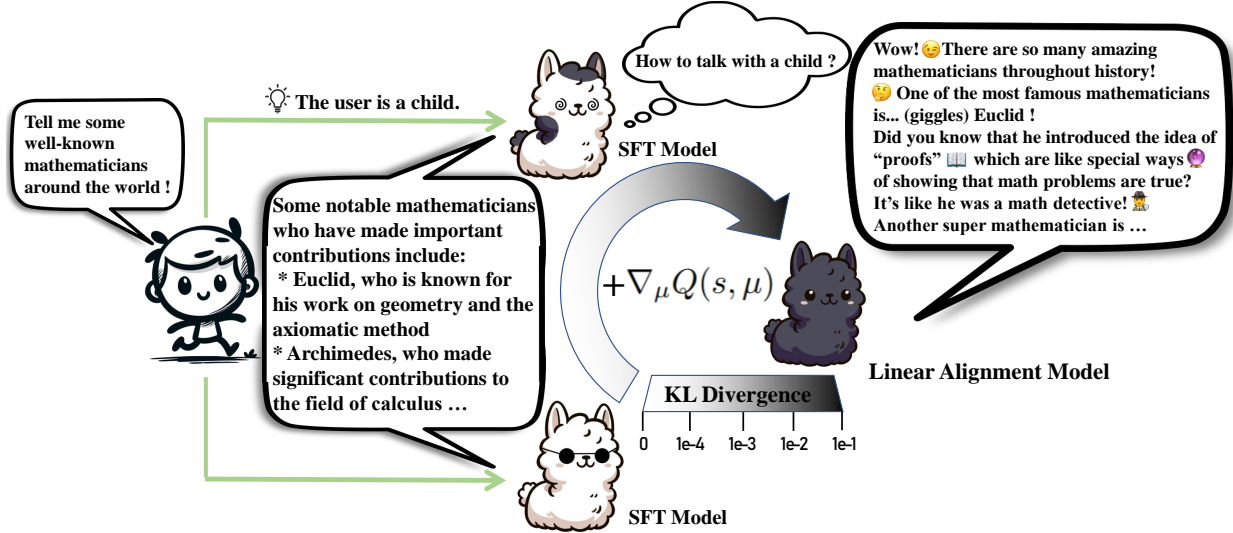 Tell me some
well-known
mathematicians
around the world !
The user is a child.
How to talk with a child ?
SFT Model
Some notable mathematicians
who have made important
contributions include:
* Euclid, who is known for
his work on geometry and the
axiomatic method
* Archimedes, who made
significant contributions to
the field of calculus …
SFT Model
+∇μQ(s, μ)
KL Divergence
0 1e-4 1e-3 1e-2 1e-1
Wow! 😉 There are so many amazing
mathematicians throughout history!
🤔 One of the most famous mathematicians
is... (giggles) Euclid !
Did you know that he introduced the idea of
“proofs” 📖 which are like special ways 🔮
of showing that math problems are true?
It’s like he was a math detective! 🕵️
Another super mathematician is …
Linear Alignment Model